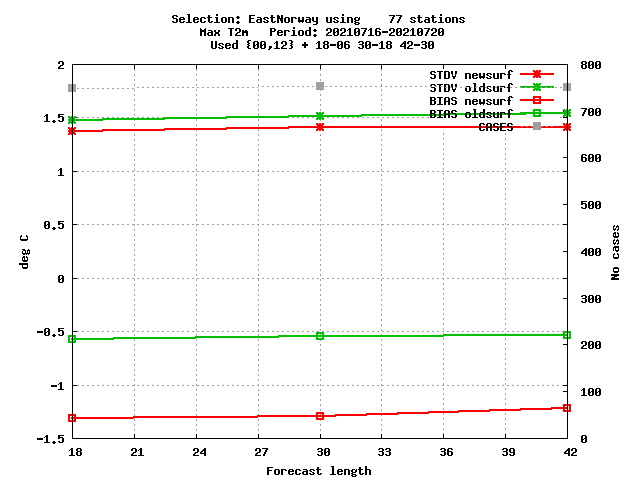 Selection: EastNorway using    77 stations
Max T2m   Period: 20210716-20210720
Used {00,12} + 18-06 30-18 42-30
STDV newsurf
STDV oldsurf
BIAS newsurf
BIAS oldsurf
CASES
deg C
2
1.5
1
0.5
0
-0.5
-1
-1.5
800
700
600
500
400
300
200
100
0
No cases
18 21 24 27 30 33 36 39 42
Forecast length